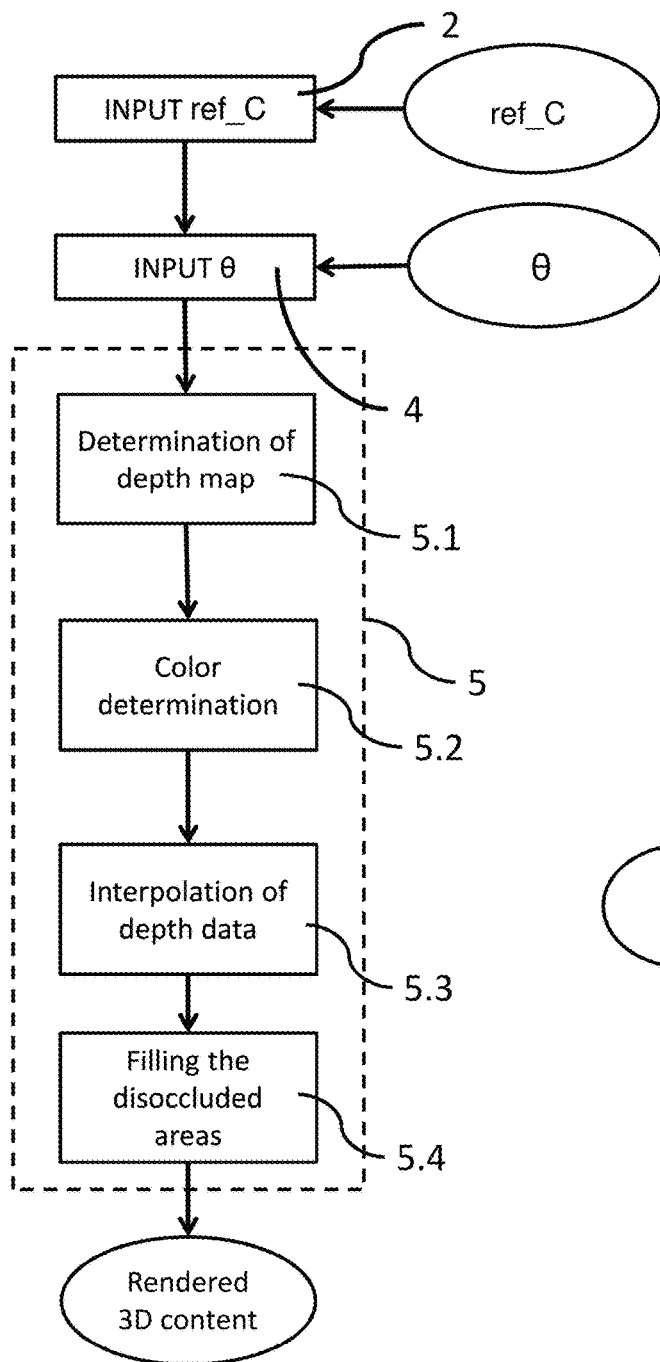 2
INPUT ref_C
ref_C
INPUT θ
θ
4
Determination of
depth map
5.1
Color
determination
5
5.2
Interpolation of
depth data
5.3
Filling the
disoccluded
areas
5.4
Rendered
3D content